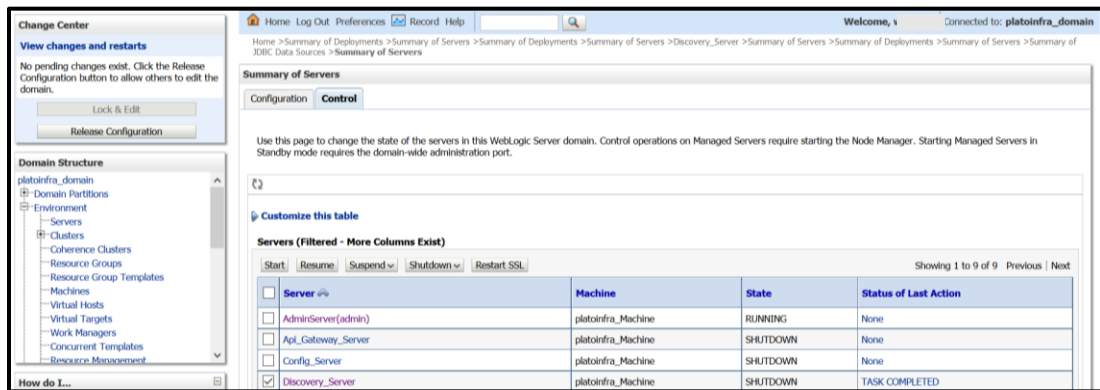 Change Center
View changes and restarts
No pending changes exist. Click the Release
Configuration button to allow others to edit the
domain.
Lock & Edit
Release Configuration
Domain Structure
platoinfra_domain
Domain Partitions
Environment
Servers
Clusters
Coherence Clusters
Resource Groups
Resource Group Templates
Machines
Virtual Hosts
Virtual Targets
Work Managers
Concurrent Templates
Resource Management
How do I...
Home Log Out Preferences Record Help
Welcome,
Connected to: platoinfra_domain
Home >Summary of Deployments >Summary of Servers >Summary of Deployments >Summary of Servers >Discovery_Server >Summary of Servers >Summary of Deployments >Summary of Servers >Summary of
JDBC Data Sources >Summary of Servers
Summary of Servers
Configuration Control
Use this page to change the state of the servers in this WebLogic Server domain. Control operations on Managed Servers require starting the Node Manager. Starting Managed Servers in
Standby mode requires the domain-wide administration port.
Customize this table
Servers (Filtered - More Columns Exist)
Start Resume Suspend Shutdown Restart SSL Showing 1 to 9 of 9 Previous | Next
Server Machine State Status of Last Action
AdminServer(admin) platoinfra_Machine RUNNING None
Api_Gateway_Server platoinfra_Machine SHUTDOWN None
Config_Server platoinfra_Machine SHUTDOWN None
Discovery_Server platoinfra_Machine SHUTDOWN TASK COMPLETED